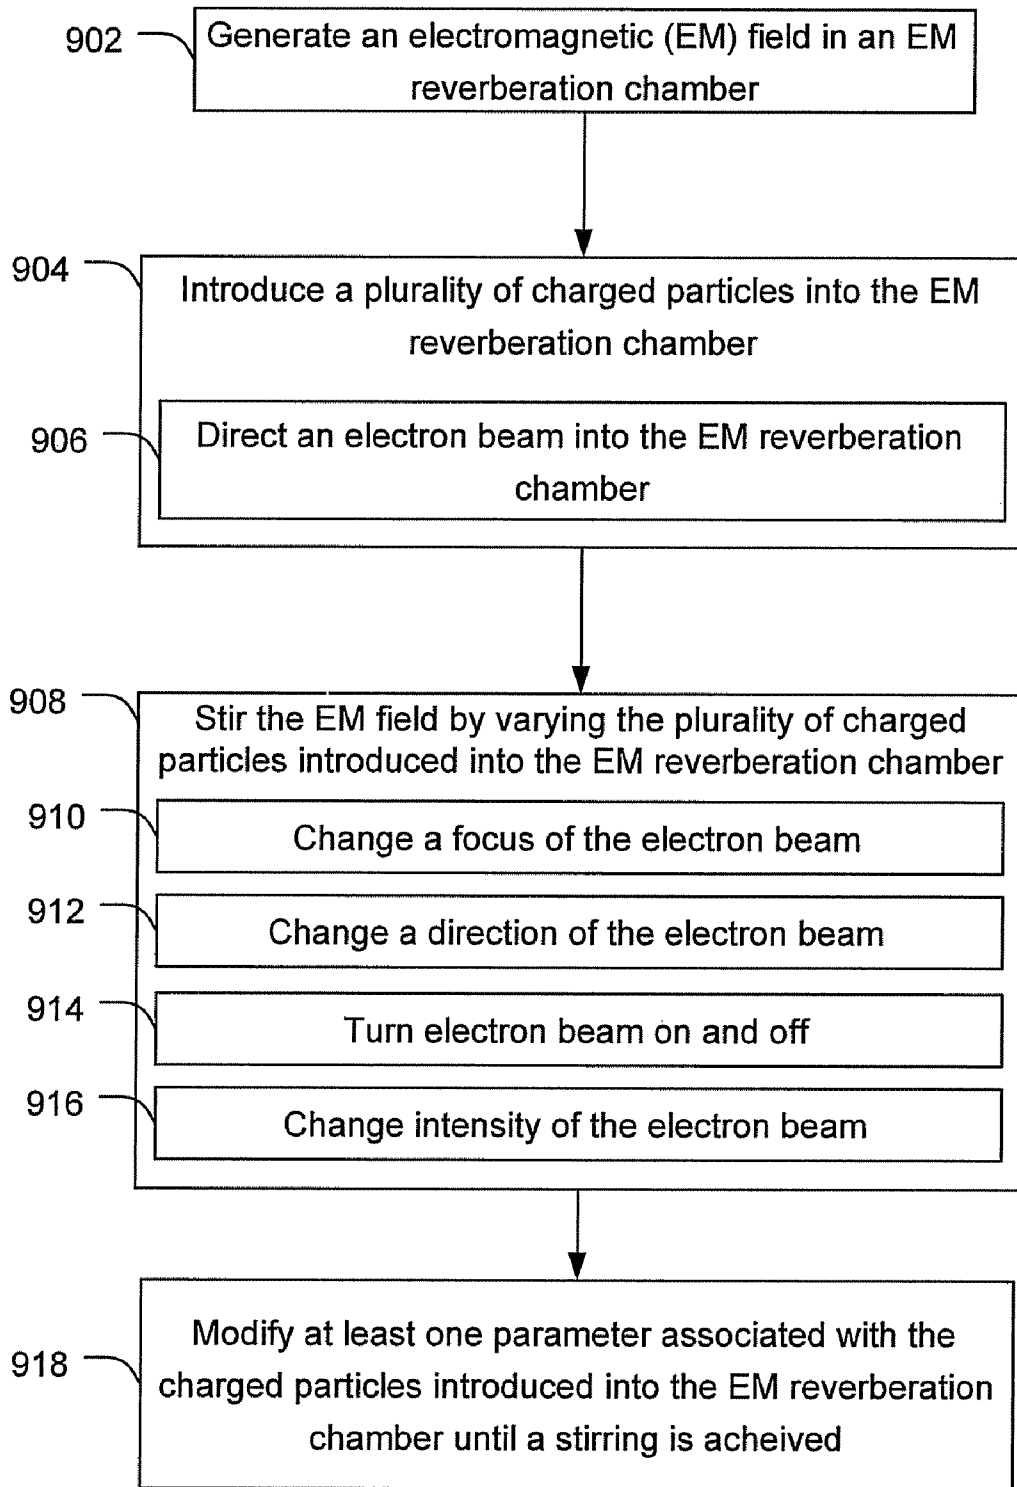 902
Generate an electromagnetic (EM) field in an EM
reverberation chamber
904
Introduce a plurality of charged particles into the EM
reverberation chamber
906
Direct an electron beam into the EM reverberation
chamber
908
Stir the EM field by varying the plurality of charged
particles introduced into the EM reverberation chamber
910
Change a focus of the electron beam
912
Change a direction of the electron beam
914
Turn electron beam on and off
916
Change intensity of the electron beam
918
Modify at least one parameter associated with the
charged particles introduced into the EM reverberation
chamber until a stirring is acheived